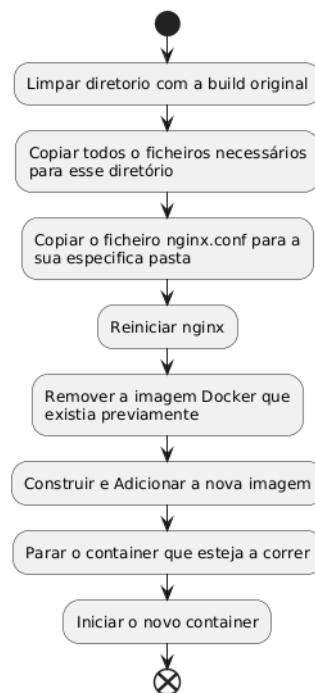 Limpar diretorio com a build original
Copiar todos o ficheiros necessários
para esse diretório
Copiar o ficheiro nginx.conf para a
sua especifica pasta
Reiniciar nginx
Remover a imagem Docker que
existia previamente
Construir e Adicionar a nova imagem
Parar o container que esteja a correr
Iniciar o novo container